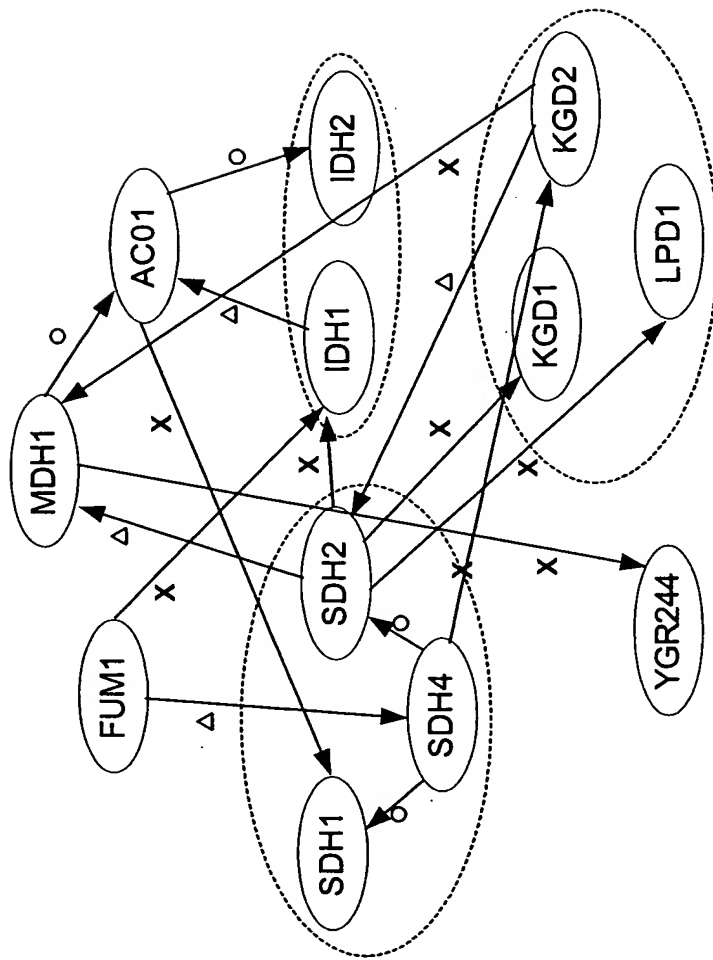 MDH1
AC01
FUM1
IDH1
IDH2
SDH1
SDH2
SDH4
KGD1
KGD2
LPD1
YGR244
O
O
X
X
X
X
X
X
X
X
O
O